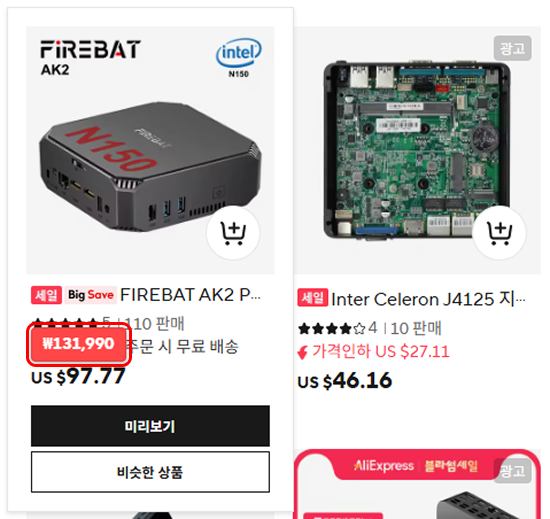 FIREBAT
AK2
intel
N150
N150
FIREBAT
세일 Big Save FIREBAT AK2 P...
5 | 110 판매
₩131,990
주문 시 무료 배송
US $97.77
미리보기
비슷한 상품
광고
세일 Inter Celeron J4125 지...
4 | 10 판매
가격인하 US $27.11
US $46.16
AliExpress 블라썸세일
광고